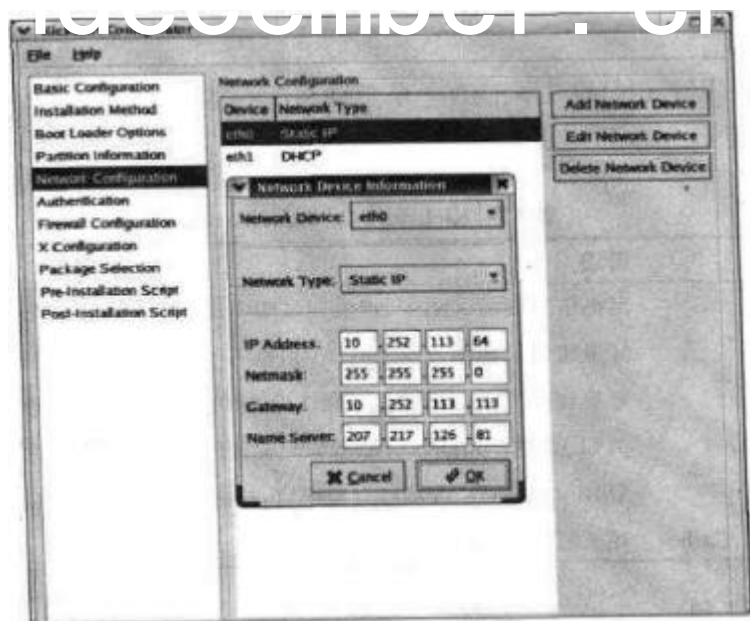 Configurator
File Help
Basic Configuration
Installation Method
Boot Loader Options
Partition Information
Network Configuration
Authentication
Firewall Configuration
X Configuration
Package Selection
Pre-Installation Script
Post-Installation Script
Network Configuration
Device Network Type
eth0 Static IP
eth1 DHCP
Add Network Device
Edit Network Device
Delete Network Device
Network Device Information
Network Device: eth0
Network Type: Static IP
IP Address: 10 . 252 . 113 . 64
Netmask: 255 . 255 . 255 . 0
Gateway: 10 . 252 . 113 . 113
Name Server: 207 . 217 . 126 . 81
Cancel OK